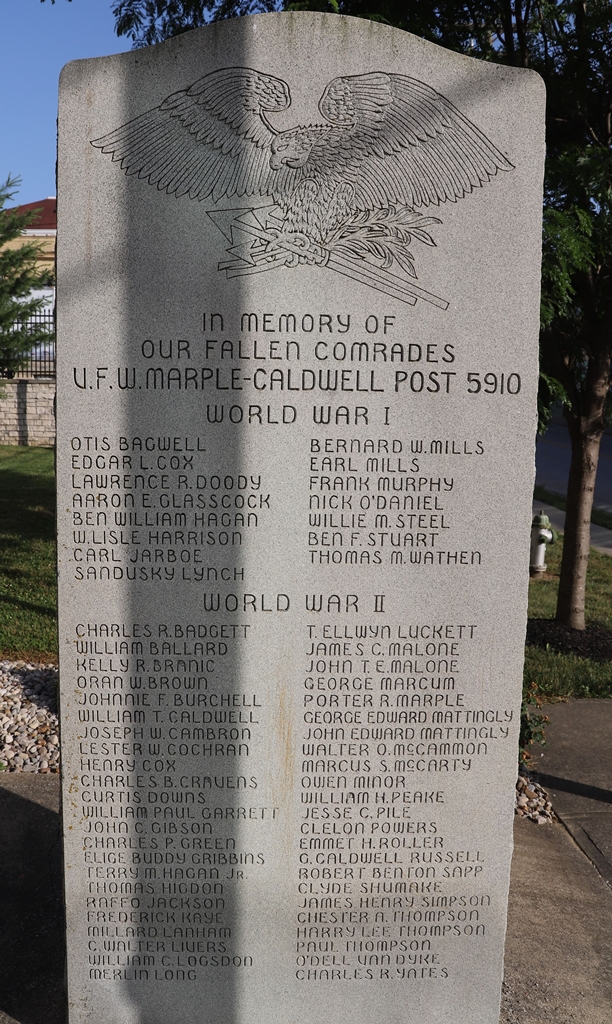 IN MEMORY OF
OUR FALLEN COMRADES
V.F.W. MARPLE-CALDWELL POST 5910
WORLD WAR I
OTIS BAGWELL
EDGAR L. COX
LAWRENCE R. DOODY
AARON E. GLASSCOCK
BEN WILLIAM HAGAN
W. LISLE HARRISON
CARL JARBOE
SANDUSKY LYNCH
BERNARD W. MILLS
EARL MILLS
FRANK MURPHY
NICK O'DANIEL
WILLIE M. STEEL
BEN F. STUART
THOMAS M. WATHEN
WORLD WAR II
CHARLES R. BADGETT
WILLIAM BALLARD
KELLY R. BRANIC
ORAN W. BROWN
JOHNNIE F. BURCHELL
WILLIAM T. CALDWELL
JOSEPH W. CAMBRON
LESTER W. COCHRAN
HENRY COX
CHARLES B. CRAVENS
CURTIS DOWNS
WILLIAM PAUL GARRETT
JOHN C. GIBSON
CHARLES P. GREEN
ELIGE BUDDY GRIBBINS
TERRY M. HAGAN JR.
THOMAS HIGDON
RAFFO JACKSON
FREDERICK KAYE
MILLARD LANHAM
C. WALTER LIVERS
WILLIAM C. LOGSDON
MERLIN LONG
T. ELLWYN LUCKETT
JAMES C. MALONE
JOHN T. E. MALONE
GEORGE MARCUM
PORTER R. MARPLE
GEORGE EDWARD MATTINGLY
JOHN EDWARD MATTINGLY
WALTER O. McCAMMON
MARCUS S. McCARTY
OWEN MINOR
WILLIAM H. PEAKE
JESSE C. PILE
CLELON POWERS
EMMET H. ROLLER
G. CALDWELL RUSSELL
ROBERT BENTON SAPP
CLYDE SHUMAKE
JAMES HENRY SIMPSON
CHESTER A. THOMPSON
HARRY LEE THOMPSON
PAUL THOMPSON
O'DELL VAN DYKE
CHARLES R. YATES